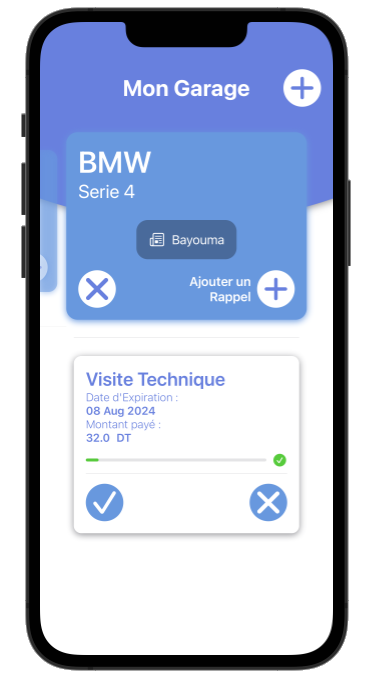 Mon Garage
BMW
Serie 4
Bayouma
Ajouter un
Rappel
Visite Technique
Date d'Expiration :
08 Aug 2024
Montant payé :
32.0 DT